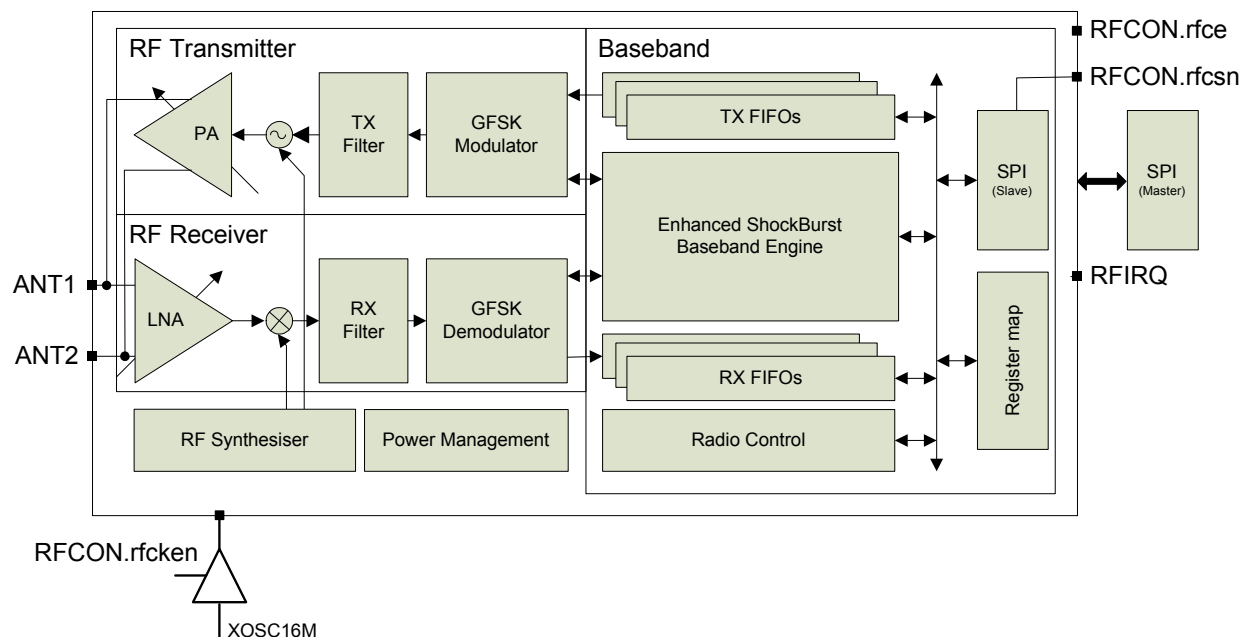 RF Transmitter
Baseband
RFCON.rfce
RFCON.rfcsn
PA
TX
Filter
GFSK
Modulator
TX FIFOs
SPI
(Slave)
SPI
(Master)
Enhanced ShockBurst
Baseband Engine
RF Receiver
ANT1
LNA
RX
Filter
GFSK
Demodulator
RFIRQ
ANT2
RX FIFOs
Register map
RF Synthesiser
Power Management
Radio Control
RFCON.rfcken
XOSC16M